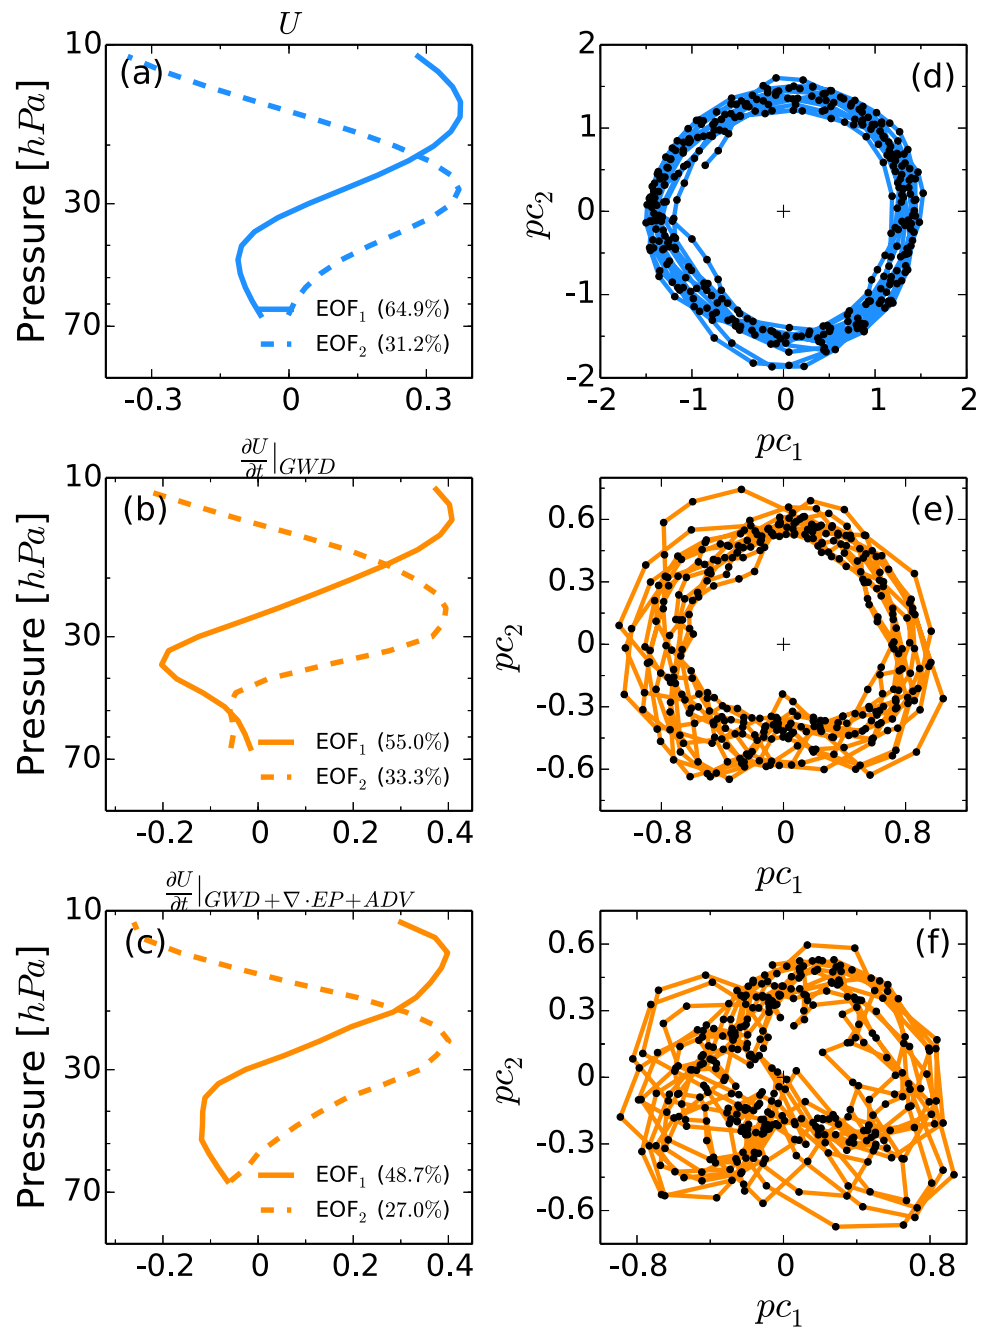 U
(a)
10
30
70
Pressure [hPa]
EOF₁ (64.9%)
EOF₂ (31.2%)
-0.3 0 0.3
(d)
2
1
0
-1
-2
pc₂
-2 -1 0 1 2
pc₁
∂U/∂t|GWD
(b)
10
30
70
Pressure [hPa]
EOF₁ (55.0%)
EOF₂ (33.3%)
-0.2 0 0.2 0.4
(e)
0.6
0.3
0
-0.3
-0.6
pc₂
-0.8 0 0.8
pc₁
∂U/∂t|GWD+∇·EP+ADV
(c)
10
30
70
Pressure [hPa]
EOF₁ (48.7%)
EOF₂ (27.0%)
-0.2 0 0.2 0.4
(f)
0.6
0.3
0
-0.3
-0.6
pc₂
-0.8 0 0.8
pc₁